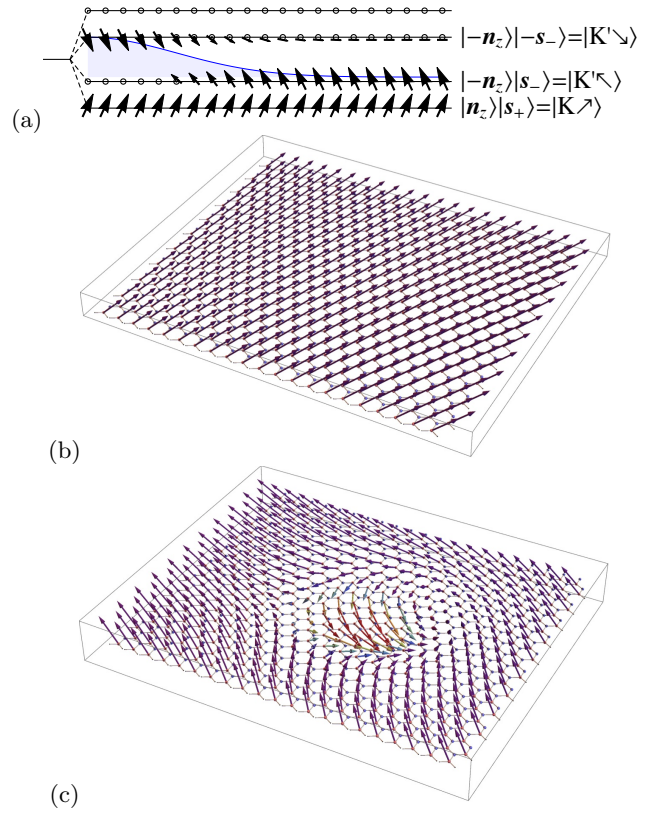 |−n_z⟩|−s_−⟩=|K'↘⟩
|−n_z⟩|s_−⟩=|K'↖⟩
|n_z⟩|s_+⟩=|K↗⟩
(a)
(b)
(c)